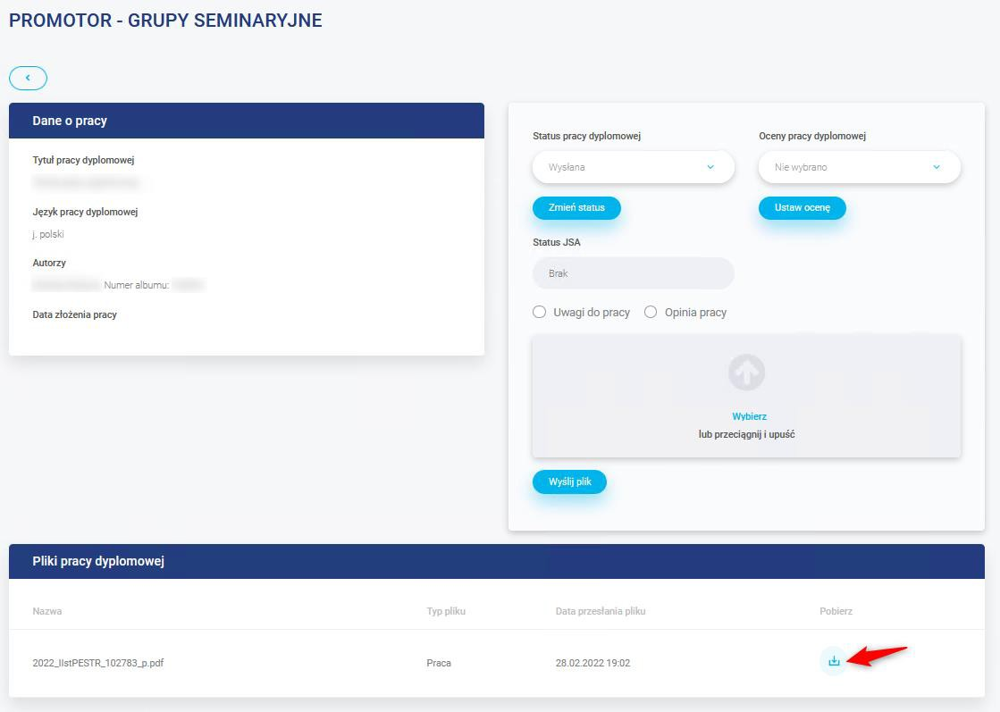 PROMOTOR - GRUPY SEMINARYJNE
Dane o pracy
Tytuł pracy dyplomowej
Język pracy dyplomowej
j. polski
Autorzy
Numer albumu:
Data złożenia pracy
Status pracy dyplomowej
Wysłana
Zmień status
Oceny pracy dyplomowej
Nie wybrano
Ustaw ocenę
Status JSA
Brak
Uwagi do pracy
Opinia pracy
Wybierz
lub przeciągnij i upuść
Wyślij plik
Pliki pracy dyplomowej
Nazwa Typ pliku Data przesłania pliku Pobierz
2022_IIstPESTR_102783_p.pdf Praca 28.02.2022 19:02